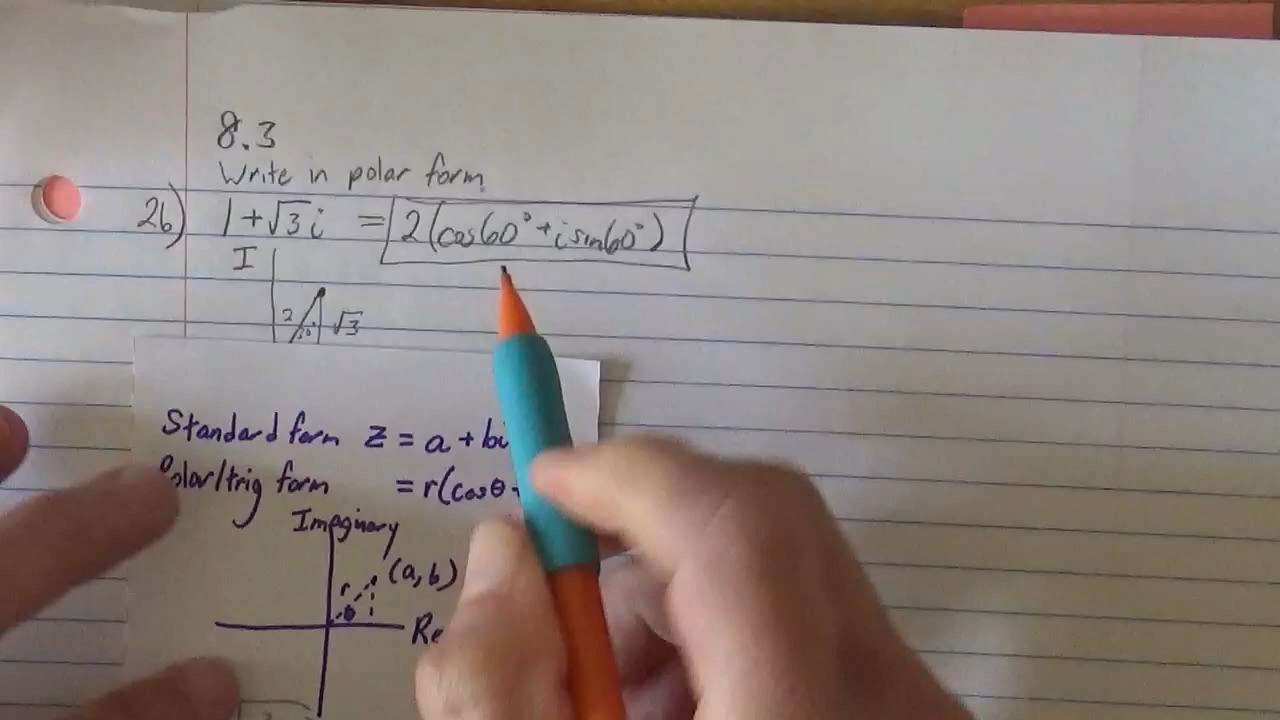 8.3
Write in polar form
26) 1+√3i = 2(cos60°+isin60°)
I
2 √3
Standard form z = a + bi
Polar/trig form = r(cosθ
Imaginary
r (a,b)
Re